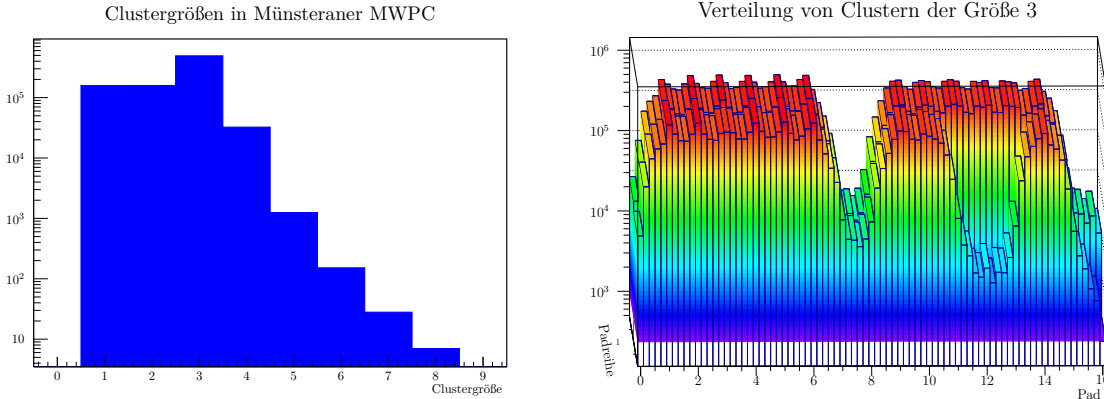 Clustergrößen in Münsteraner MWPC
10⁵
10⁴
10³
10²
10
0 1 2 3 4 5 6 7 8 9
Clustergröße
Verteilung von Clustern der Größe 3
10⁶
10⁵
10⁴
10³
Padreihe
1
0 2 4 6 8 10 12 14 16
Pad